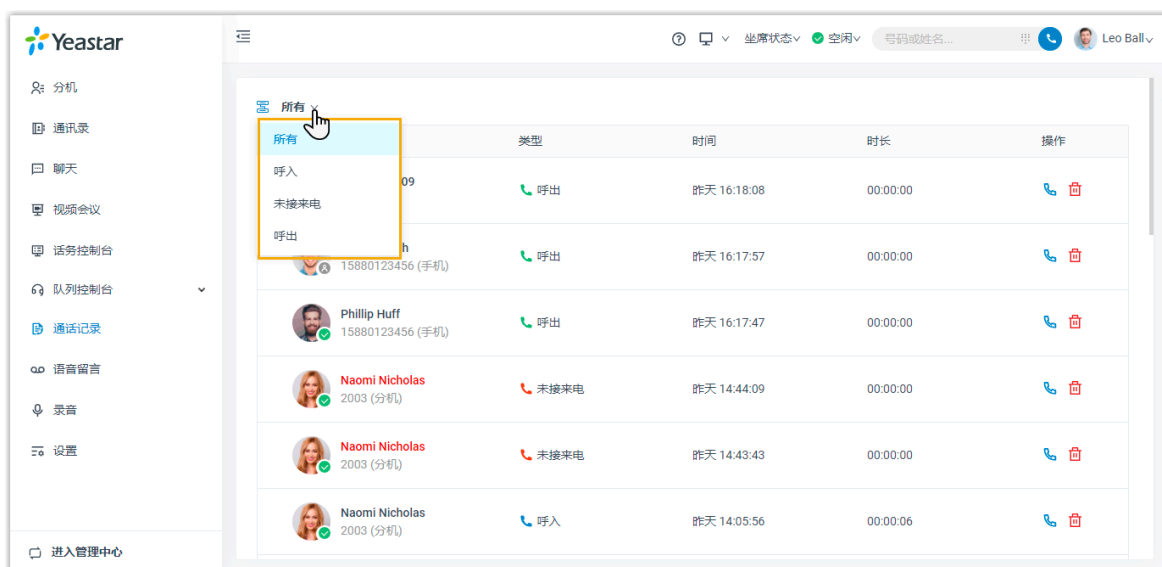 Yeastar
坐席状态
空闲
号码或姓名...
Leo Ball
分机
通讯录
聊天
视频会议
话务控制台
队列控制台
通话记录
语音留言
录音
设置
进入管理中心
所有
所有
呼入
未接来电
呼出
类型 时间 时长 操作
09
呼出 昨天 16:18:08 00:00:00
h
15880123456 (手机)
呼出 昨天 16:17:57 00:00:00
Phillip Huff
15880123456 (手机)
呼出 昨天 16:17:47 00:00:00
Naomi Nicholas
2003 (分机)
未接来电 昨天 14:44:09 00:00:00
Naomi Nicholas
2003 (分机)
未接来电 昨天 14:43:43 00:00:00
Naomi Nicholas
2003 (分机)
呼入 昨天 14:05:56 00:00:06